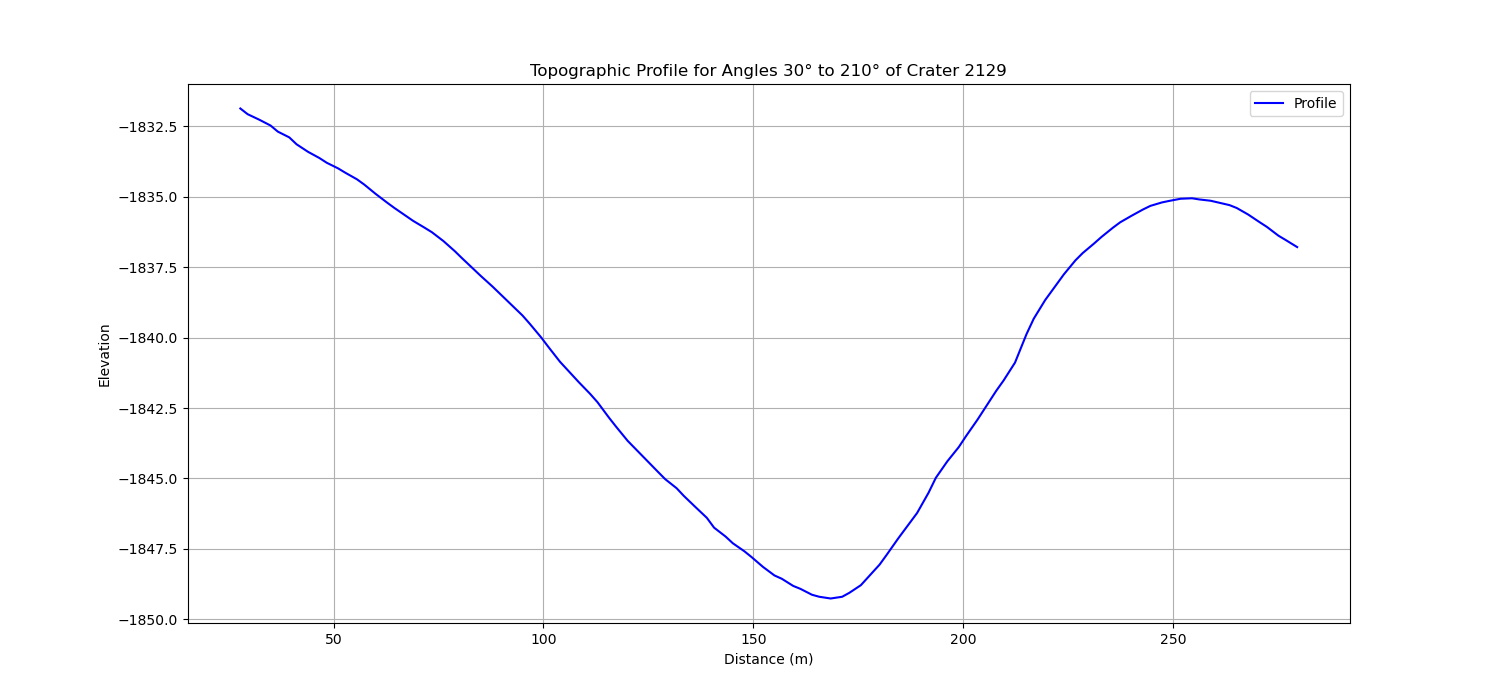 Topographic Profile for Angles 30° to 210° of Crater 2129
Profile
Elevation
−1832.5
−1835.0
−1837.5
−1840.0
−1842.5
−1845.0
−1847.5
−1850.0
50 100 150 200 250
Distance (m)